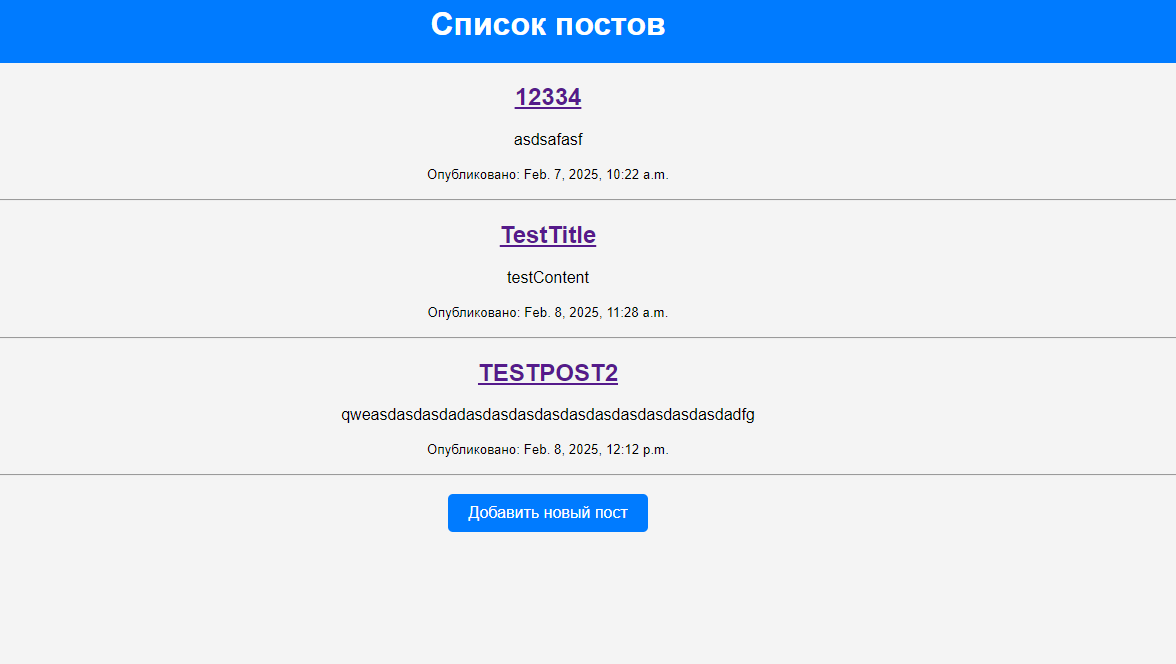 Список постов
12334
asdsafasf
Опубликовано: Feb. 7, 2025, 10:22 a.m.
TestTitle
testContent
Опубликовано: Feb. 8, 2025, 11:28 a.m.
TESTPOST2
qweasdasdasdadasdasdasdasdasdasdasdasdasdasdadfg
Опубликовано: Feb. 8, 2025, 12:12 p.m.
Добавить новый пост